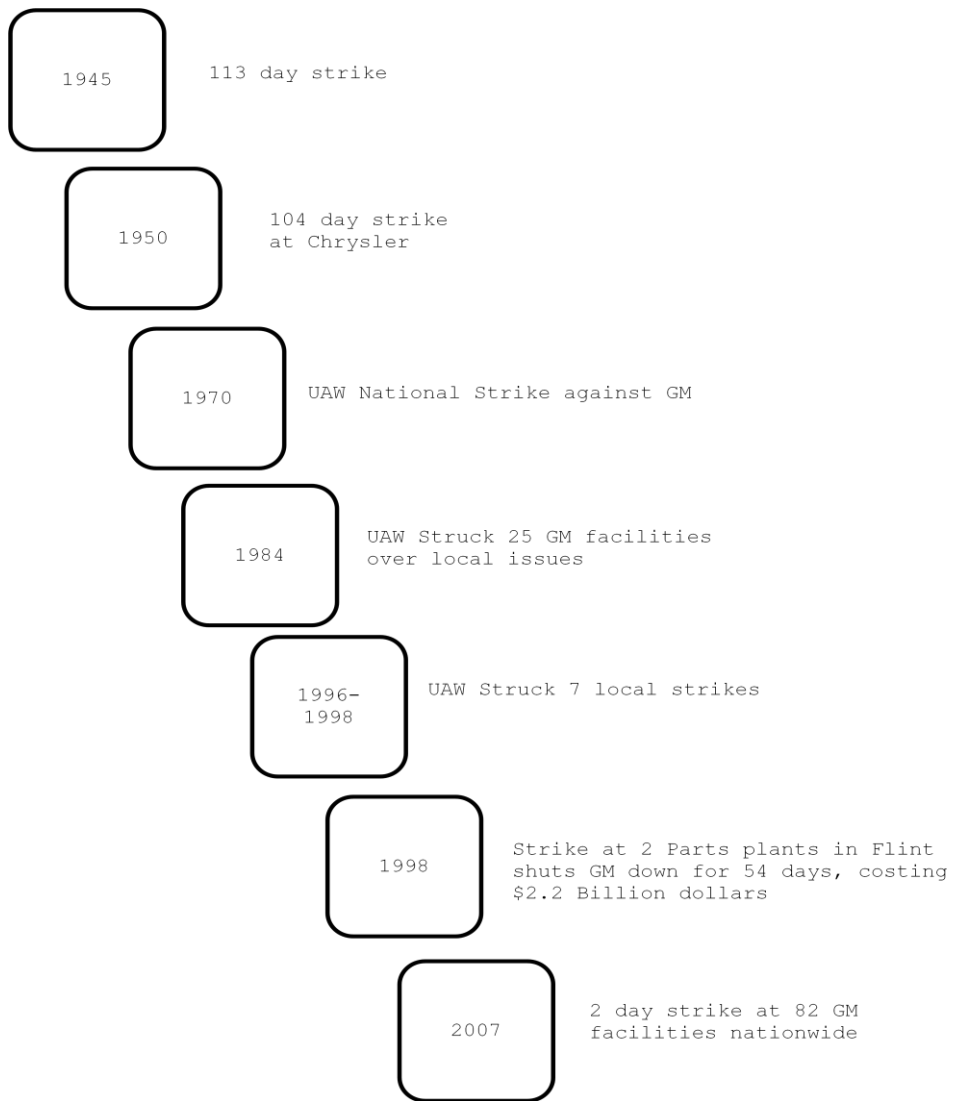 1945
113 day strike
1950
104 day strike
at Chrysler
1970
UAW National Strike against GM
1984
UAW Struck 25 GM facilities
over local issues
1996-
1998
UAW Struck 7 local strikes
1998
Strike at 2 Parts plants in Flint
shuts GM down for 54 days, costing
$2.2 Billion dollars
2007
2 day strike at 82 GM
facilities nationwide